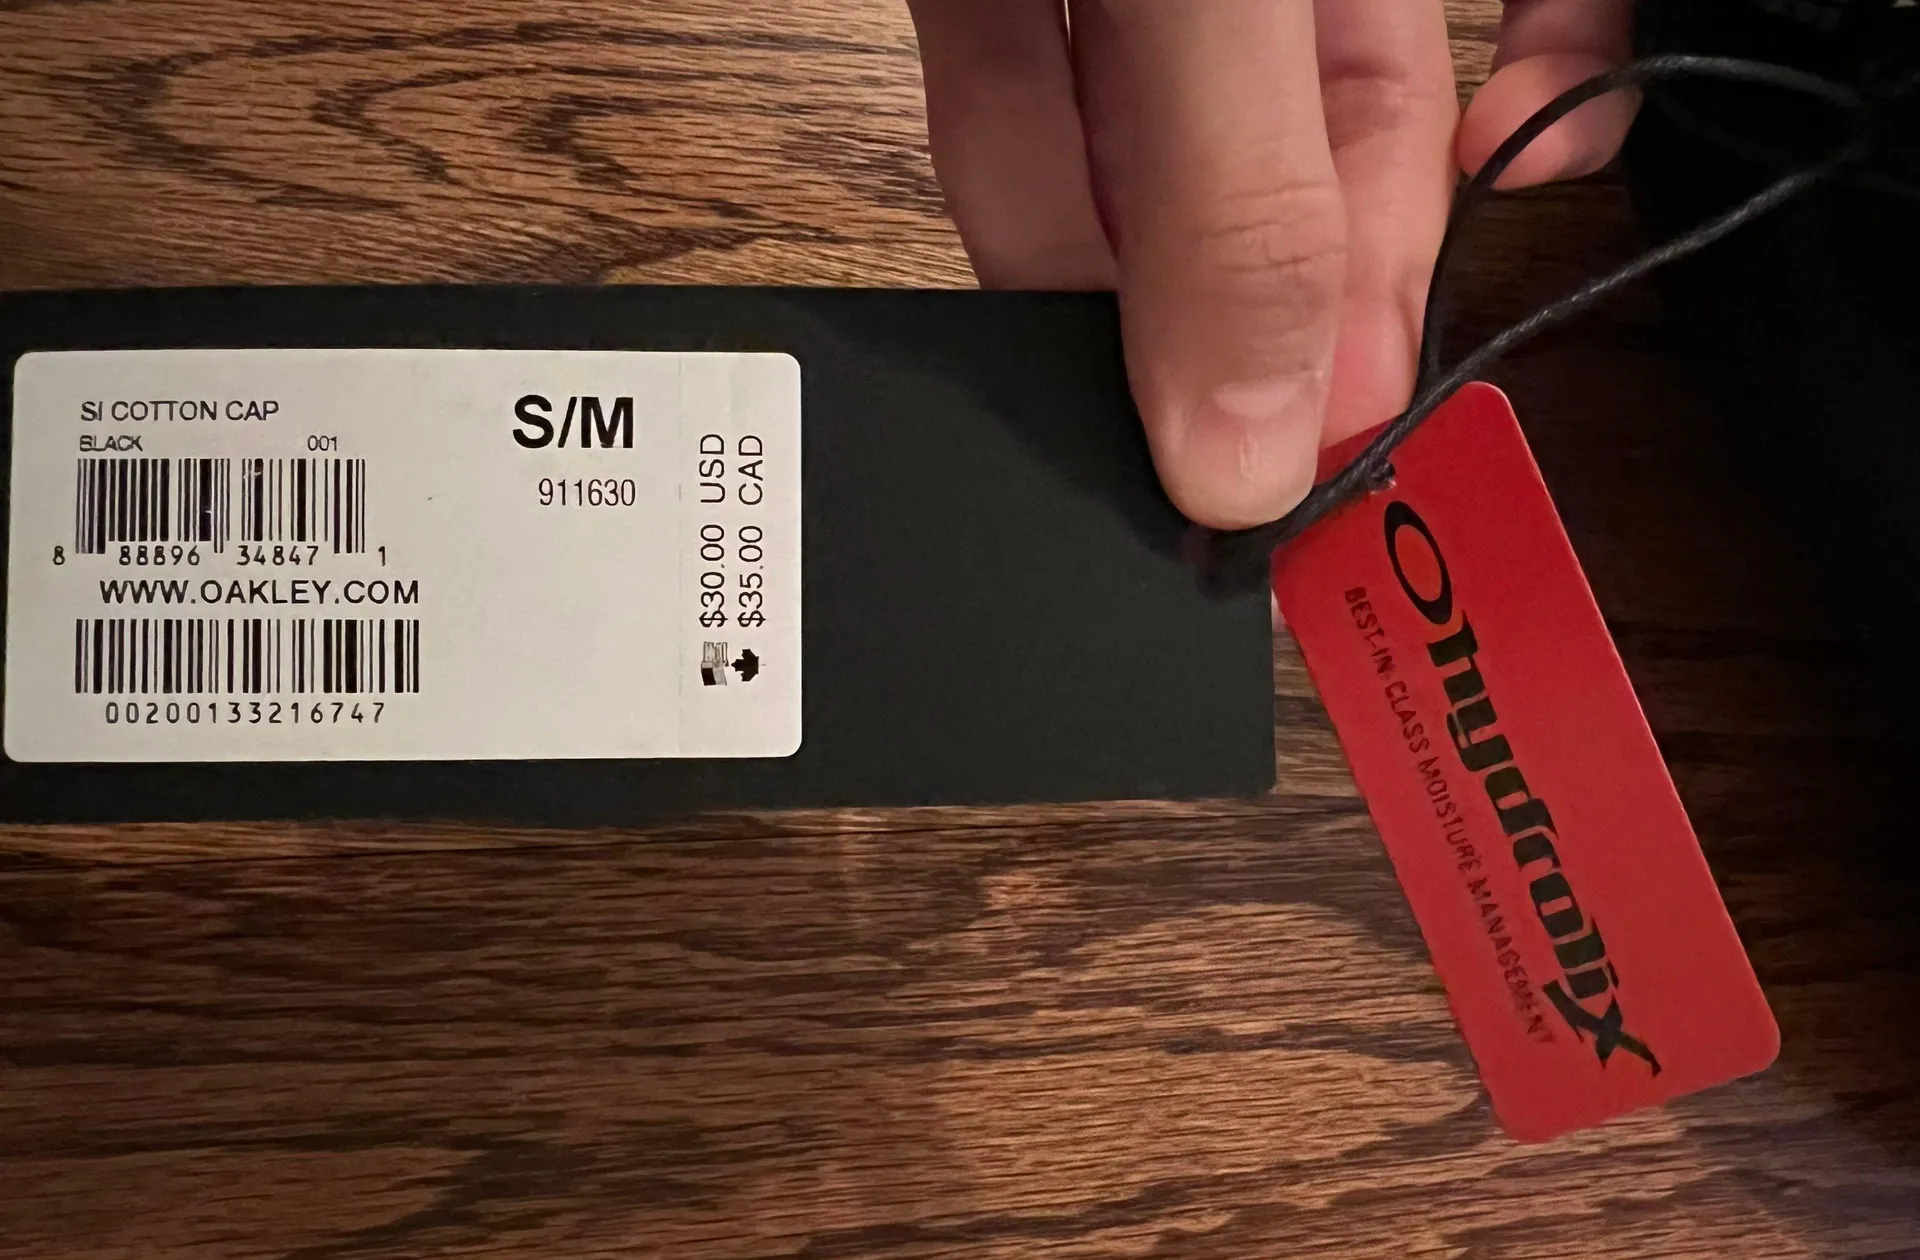 SI COTTON CAP
BLACK 001
S/M
911630
8 88896 34847 1
WWW.OAKLEY.COM
00200133216747
$30.00 USD
$35.00 CAD
Ohydrolix
BEST-IN-CLASS MOISTURE MANAGEMENT